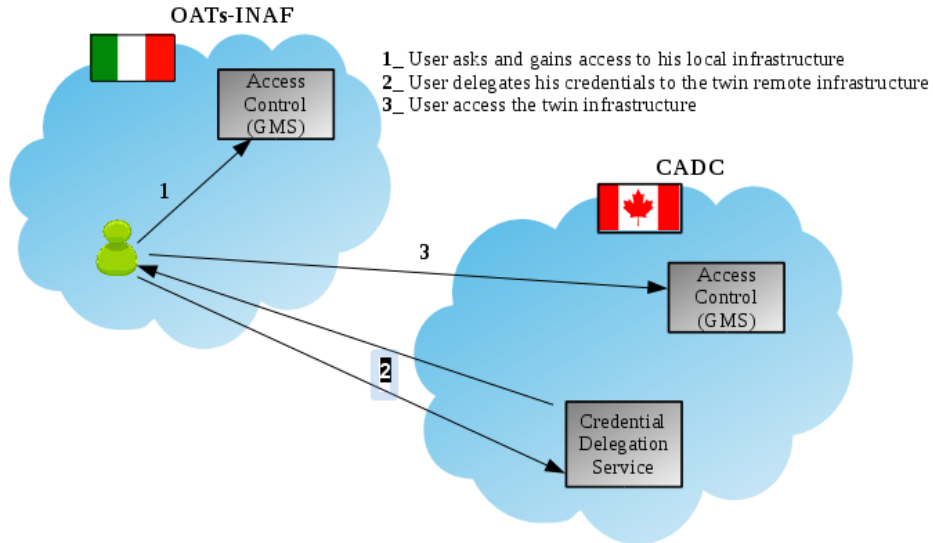 OATs-INAF
Access
Control
(GMS)
1_ User asks and gains access to his local infrastructure
2_ User delegates his credentials to the twin remote infrastructure
3_ User access the twin infrastructure
CADC
1
3
Access
Control
(GMS)
2
Credential
Delegation
Service